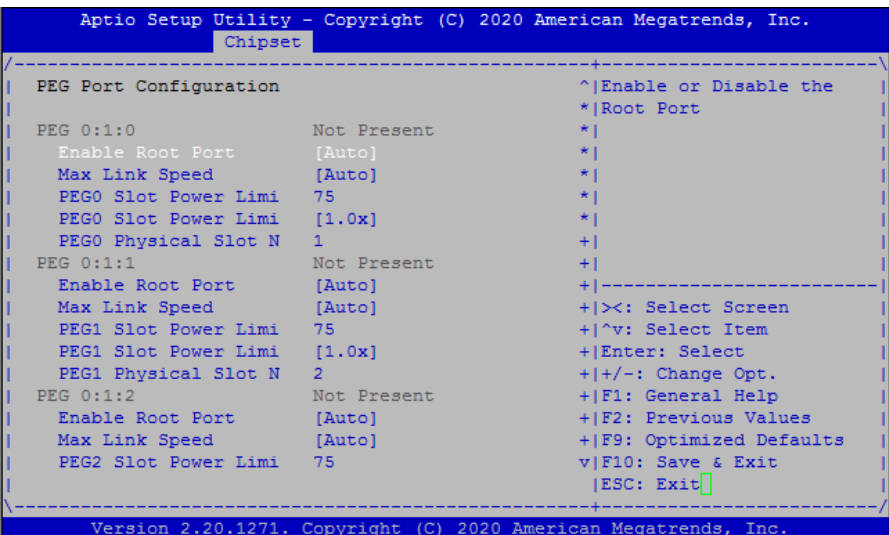 Aptio Setup Utility - Copyright (C) 2020 American Megatrends, Inc.
Chipset
/----------------------------------------------------+-------------------------\
| PEG Port Configuration ^|Enable or Disable the |
| *|Root Port |
| PEG 0:1:0 Not Present *| |
| Enable Root Port [Auto] *| |
| Max Link Speed [Auto] *| |
| PEG0 Slot Power Limi 75 *| |
| PEG0 Slot Power Limi [1.0x] *| |
| PEG0 Physical Slot N 1 +| |
| PEG 0:1:1 Not Present +| |
| Enable Root Port [Auto] +|-------------------------|
| Max Link Speed [Auto] +|><: Select Screen |
| PEG1 Slot Power Limi 75 +|^v: Select Item |
| PEG1 Slot Power Limi [1.0x] +|Enter: Select |
| PEG1 Physical Slot N 2 +|+/-: Change Opt. |
| PEG 0:1:2 Not Present +|F1: General Help |
| Enable Root Port [Auto] +|F2: Previous Values |
| Max Link Speed [Auto] +|F9: Optimized Defaults |
| PEG2 Slot Power Limi 75 v|F10: Save & Exit |
| |ESC: Exit |
\----------------------------------------------------+-------------------------/
Version 2.20.1271. Copyright (C) 2020 American Megatrends, Inc.